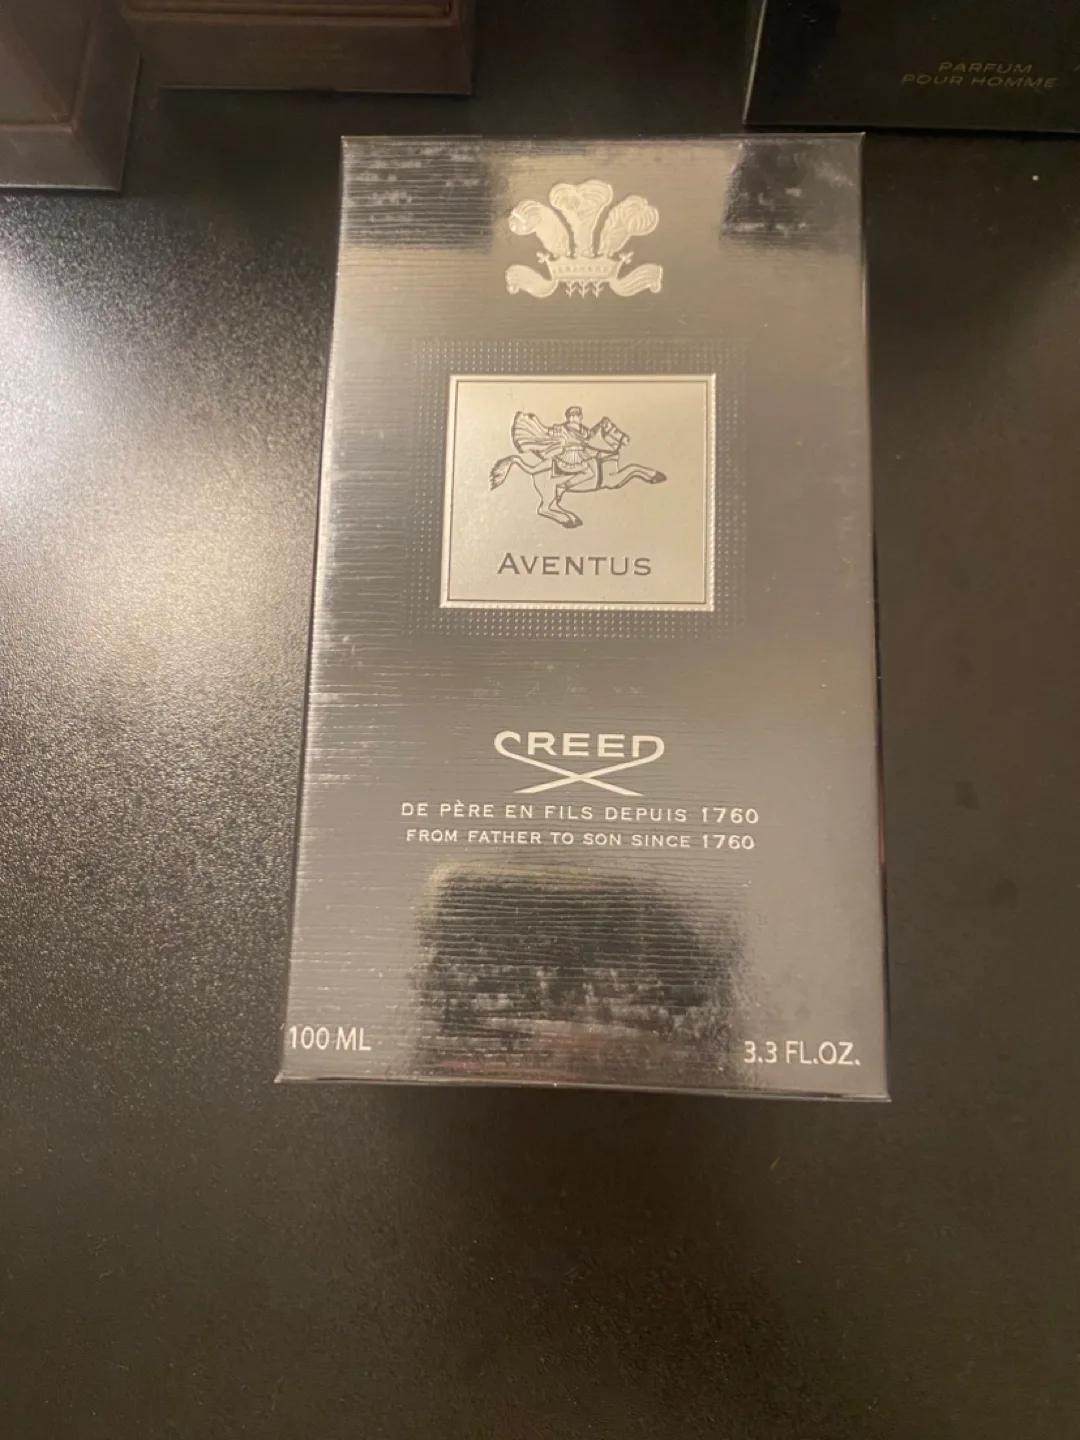 PARFUM
POUR HOMME
AVENTUS
CREED
DE PÈRE EN FILS DEPUIS 1760
FROM FATHER TO SON SINCE 1760
100 ML
3.3 FL.OZ.